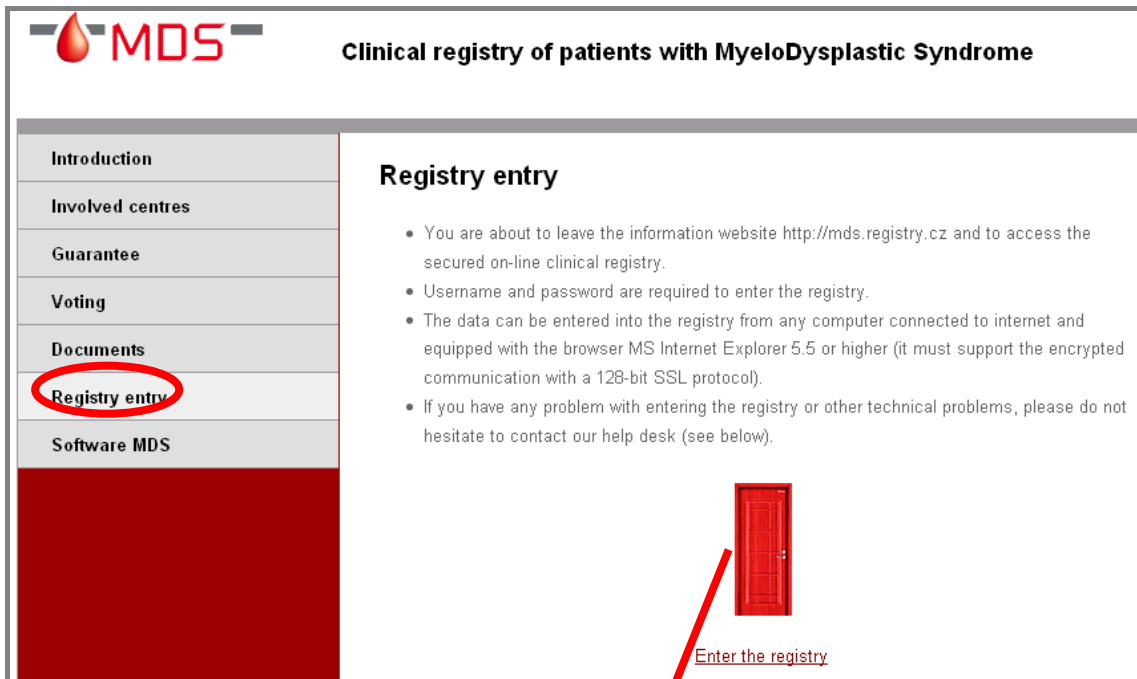 MDS
Clinical registry of patients with MyeloDysplastic Syndrome
Introduction
Involved centres
Guarantee
Voting
Documents
Registry entry
Software MDS
Registry entry
• You are about to leave the information website http://mds.registry.cz and to access the
secured on-line clinical registry.
• Username and password are required to enter the registry.
• The data can be entered into the registry from any computer connected to internet and
equipped with the browser MS Internet Explorer 5.5 or higher (it must support the encrypted
communication with a 128-bit SSL protocol).
• If you have any problem with entering the registry or other technical problems, please do not
hesitate to contact our help desk (see below).
Enter the registry